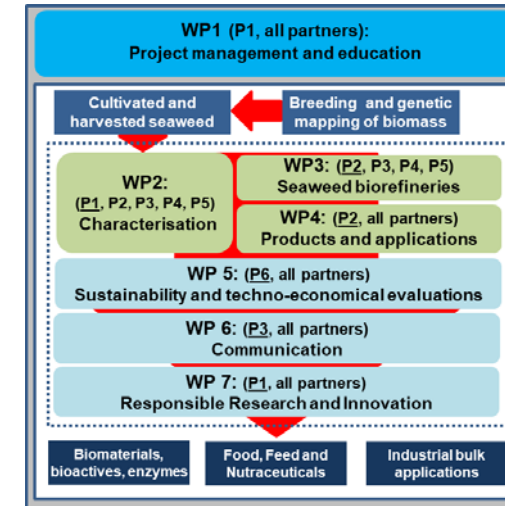 WP1 (P1, all partners):
Project management and education
Cultivated and
harvested seaweed
Breeding and genetic
mapping of biomass
WP2:
(P1, P2, P3, P4, P5)
Characterisation
WP3: (P2, P3, P4, P5)
Seaweed biorefineries
WP4: (P2, all partners)
Products and applications
WP 5: (P6, all partners)
Sustainability and techno-economical evaluations
WP 6: (P3, all partners)
Communication
WP 7: (P1, all partners)
Responsible Research and Innovation
Biomaterials,
bioactives, enzymes
Food, Feed and
Nutraceuticals
Industrial bulk
applications